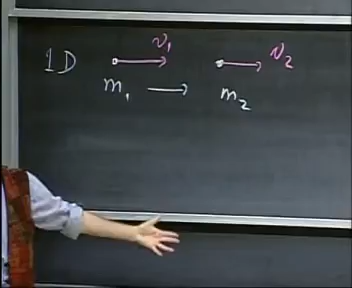 1D v₁ v₂
m₁ → m₂